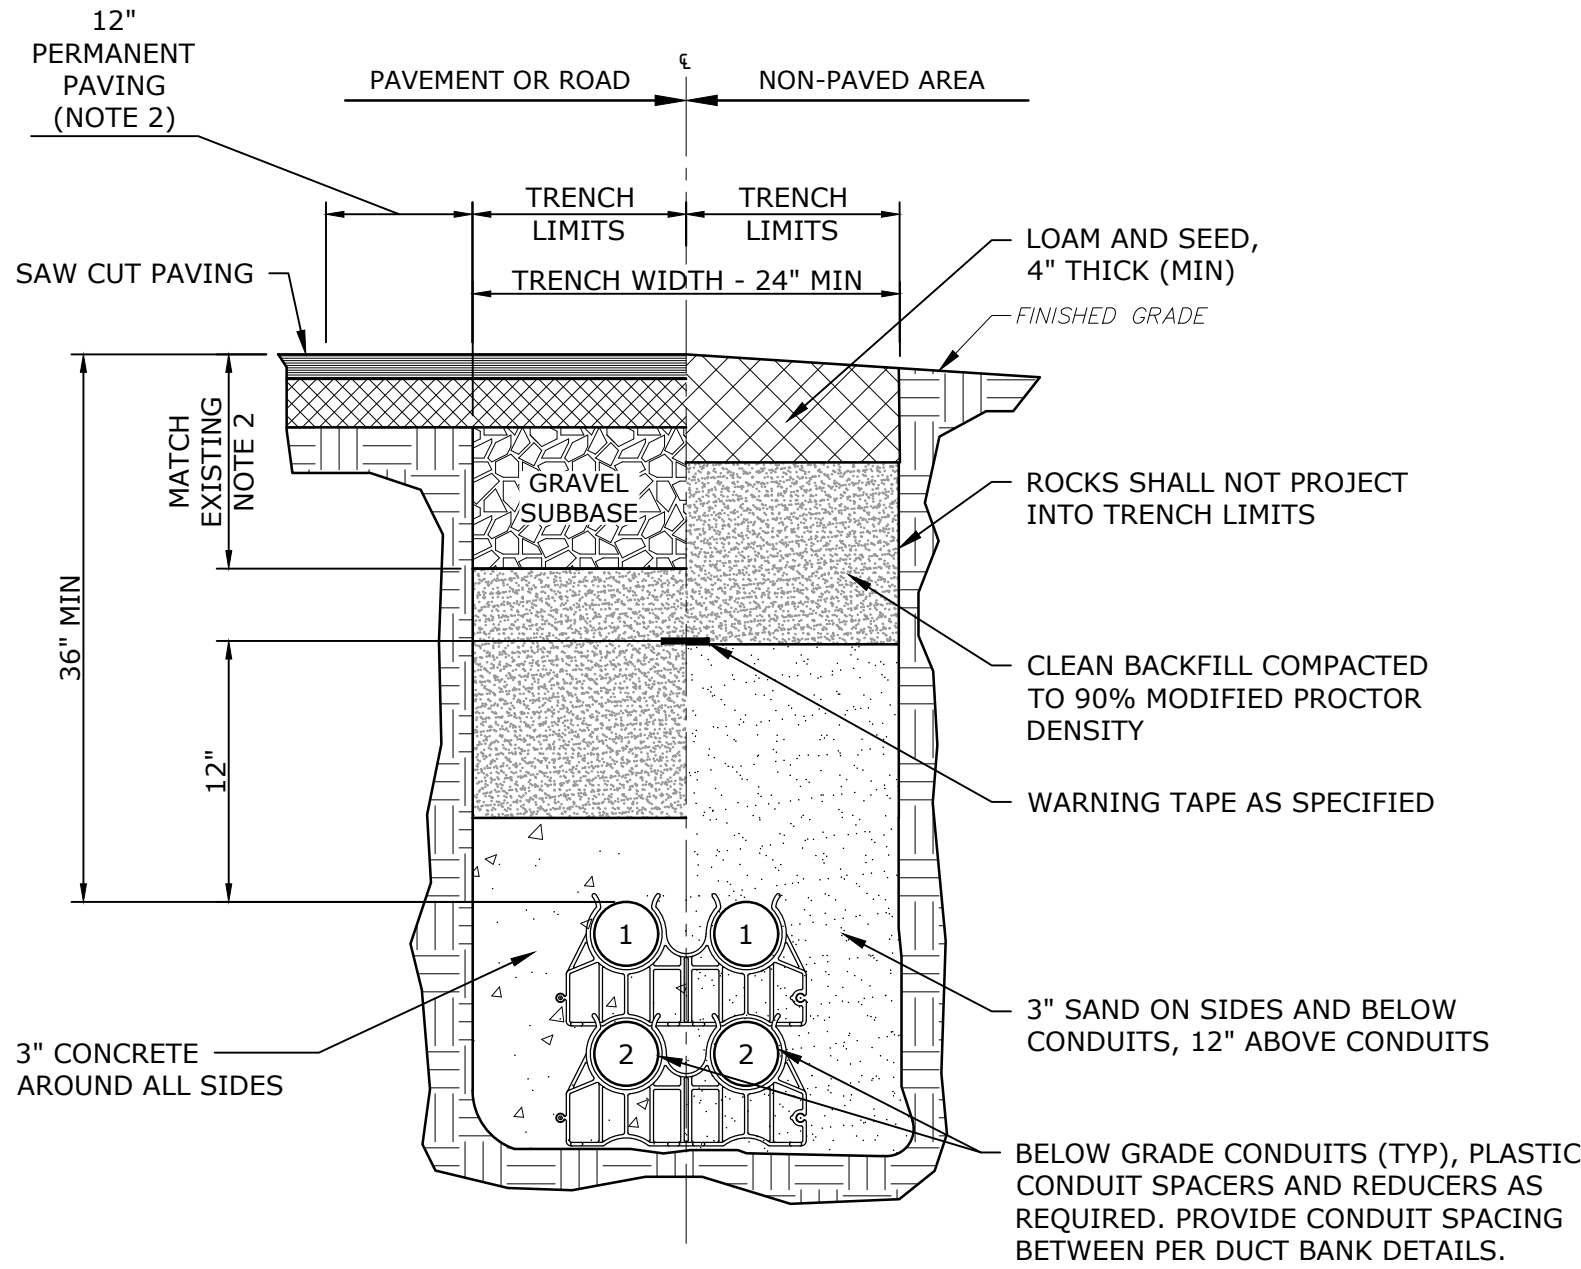 12"
PERMANENT
PAVING
(NOTE 2)
℄
PAVEMENT OR ROAD
NON-PAVED AREA
TRENCH
LIMITS
TRENCH
LIMITS
TRENCH WIDTH - 24" MIN
SAW CUT PAVING
LOAM AND SEED,
4" THICK (MIN)
FINISHED GRADE
MATCH
EXISTING
NOTE 2
GRAVEL
SUBBASE
ROCKS SHALL NOT PROJECT
INTO TRENCH LIMITS
36" MIN
12"
CLEAN BACKFILL COMPACTED
TO 90% MODIFIED PROCTOR
DENSITY
WARNING TAPE AS SPECIFIED
1
1
2
2
3" SAND ON SIDES AND BELOW
CONDUITS, 12" ABOVE CONDUITS
3" CONCRETE
AROUND ALL SIDES
BELOW GRADE CONDUITS (TYP), PLASTIC
CONDUIT SPACERS AND REDUCERS AS
REQUIRED. PROVIDE CONDUIT SPACING
BETWEEN PER DUCT BANK DETAILS.